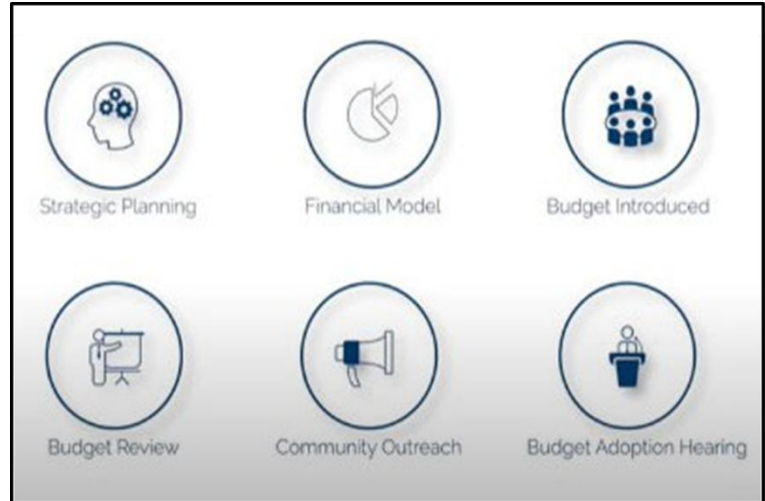 Strategic Planning
Financial Model
Budget Introduced
Budget Review
Community Outreach
Budget Adoption Hearing